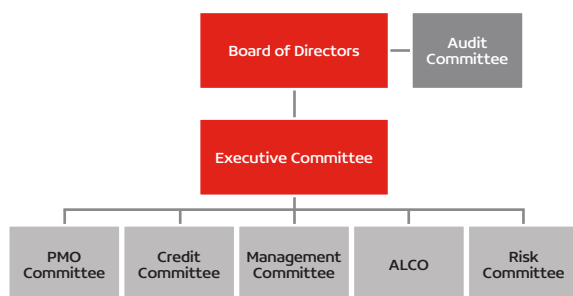 Board of Directors
Audit
Committee
Executive Committee
PMO
Committee
Credit
Committee
Management
Committee
ALCO
Risk
Committee